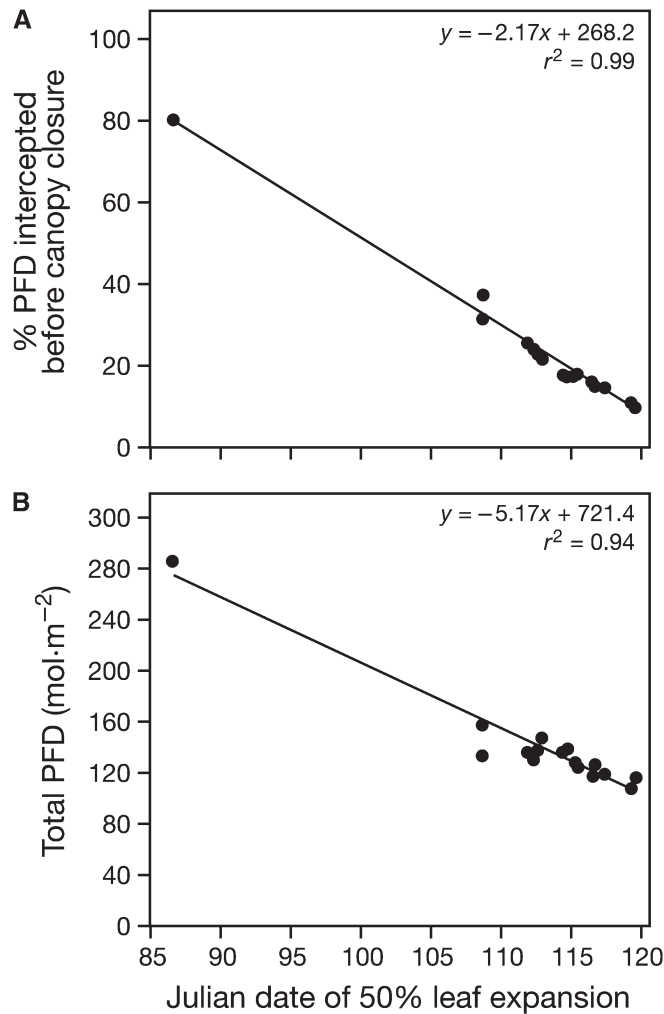 A
y = −2.17x + 268.2
r² = 0.99
100
80
60
40
20
0
% PFD intercepted
before canopy closure
B
y = −5.17x + 721.4
r² = 0.94
300
280
240
200
160
120
80
40
0
Total PFD (mol·m⁻²)
85 90 95 100 105 110 115 120
Julian date of 50% leaf expansion